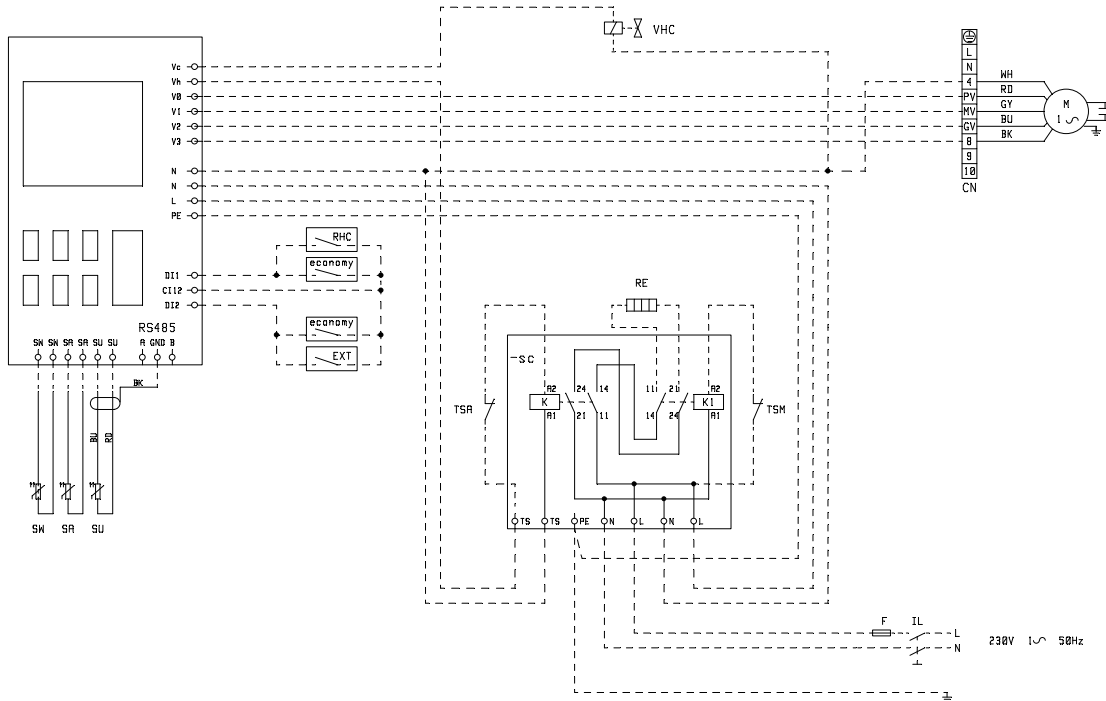 VHC
Vc
Vh
V0
V1
V2
V3
N
N
L
PE
DI1
CI12
DI2
RS485
SW SW SA SA SU SU A GND B
BK
BU
RD
SW SA SU
RHC
economy
economy
EXT
L
N
4
PV
MV
GV
8
9
10
CN
WH
RD
GY
BU
BK
M
1
RE
-SC
A2 24 14 11 21 A2
K K1
A1 21 11 14 24 A1
TSA
TSM
TS TS PE N L N L
F IL
L
N
230V 1 50Hz